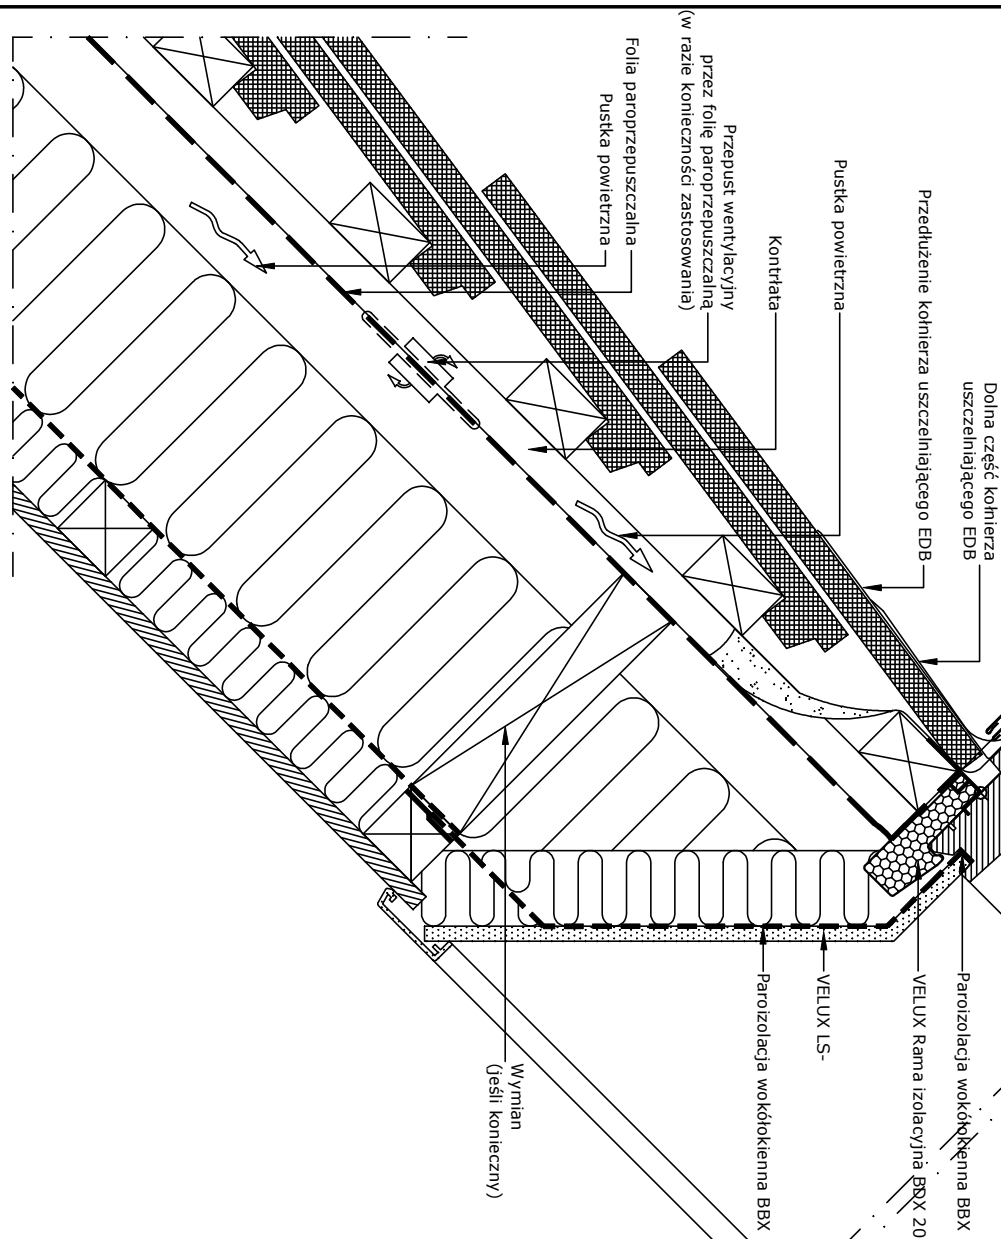 Dolna część kołnierza
uszczelniającego EDB
Przedłużenie kołnierza uszczelniającego EDB
Pustka powietrzna
Kontrłata
Przepust wentylacyjny
przez folię paroprzepuszczalną
(w razie konieczności zastosowania)
Folia paroprzepuszczalna
Pustka powietrzna
Paroizolacja wokółokienna BBX
VELUX Rama izolacyjna BDX 20
VELUX LS-
Paroizolacja wokółokienna BBX
Wymian
(jeśli konieczny)